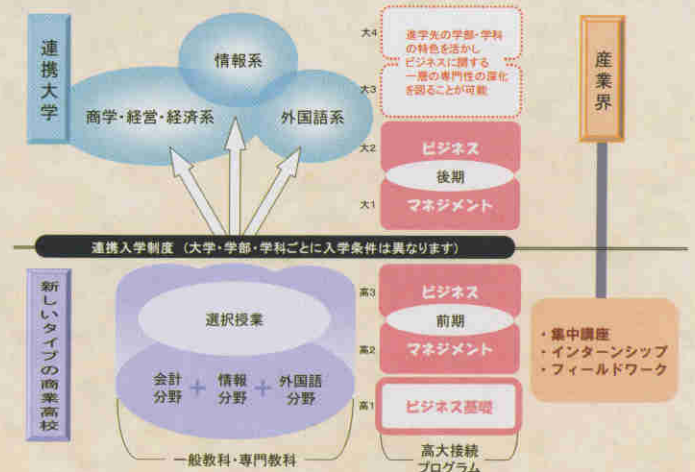 連携大学
情報系
商学・経営・経済系
外国語系
大4
大3
大2
大1
進学先の学部・学科
の特色を活かし
ビジネスに関する
一層の専門性の深化
を図ることが可能
ビジネス
後期
マネジメント
産業界
連携入学制度 (大学・学部・学科ごとに入学条件は異なります)
新しいタイプの商業高校
選択授業
会計
分野
+
情報
分野
+
外国語
分野
一般教科・専門教科
高3
高2
高1
ビジネス
前期
マネジメント
ビジネス基礎
高大接続
プログラム
・集中講座
・インターンシップ
・フィールドワーク